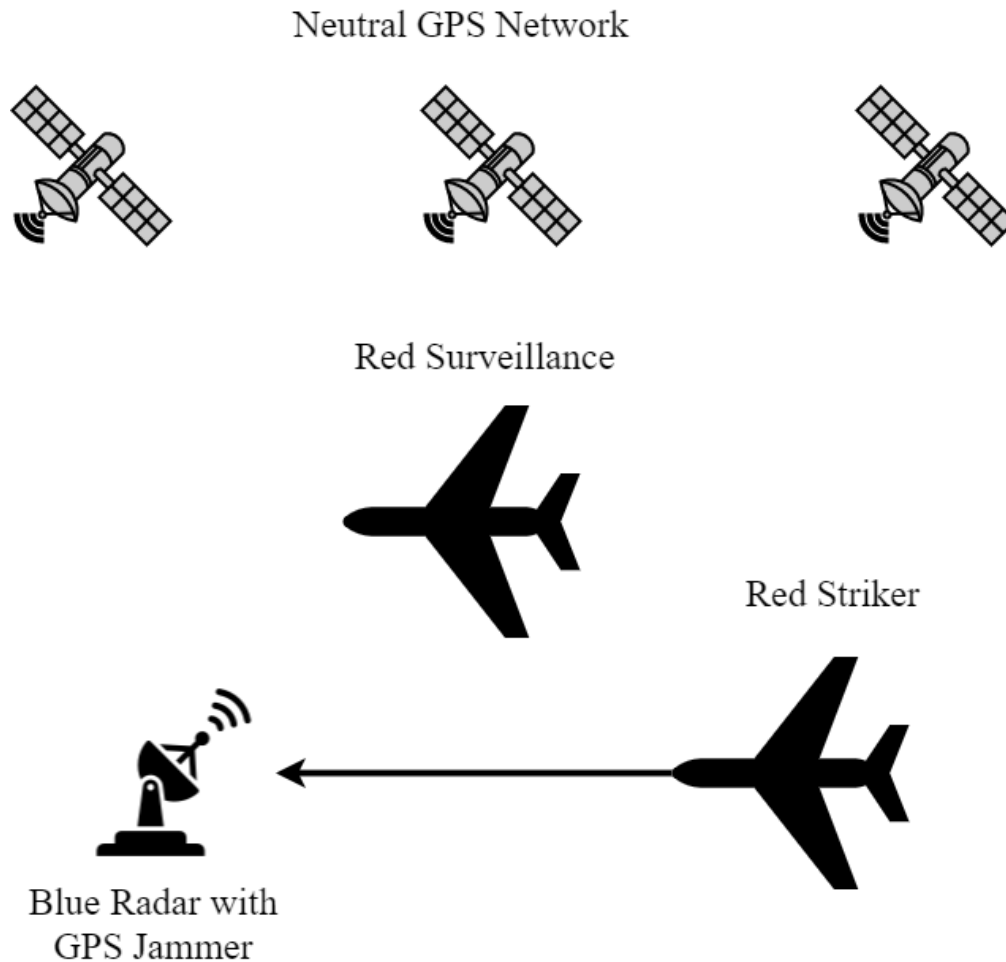 Neutral GPS Network
Red Surveillance
Red Striker
Blue Radar with
GPS Jammer